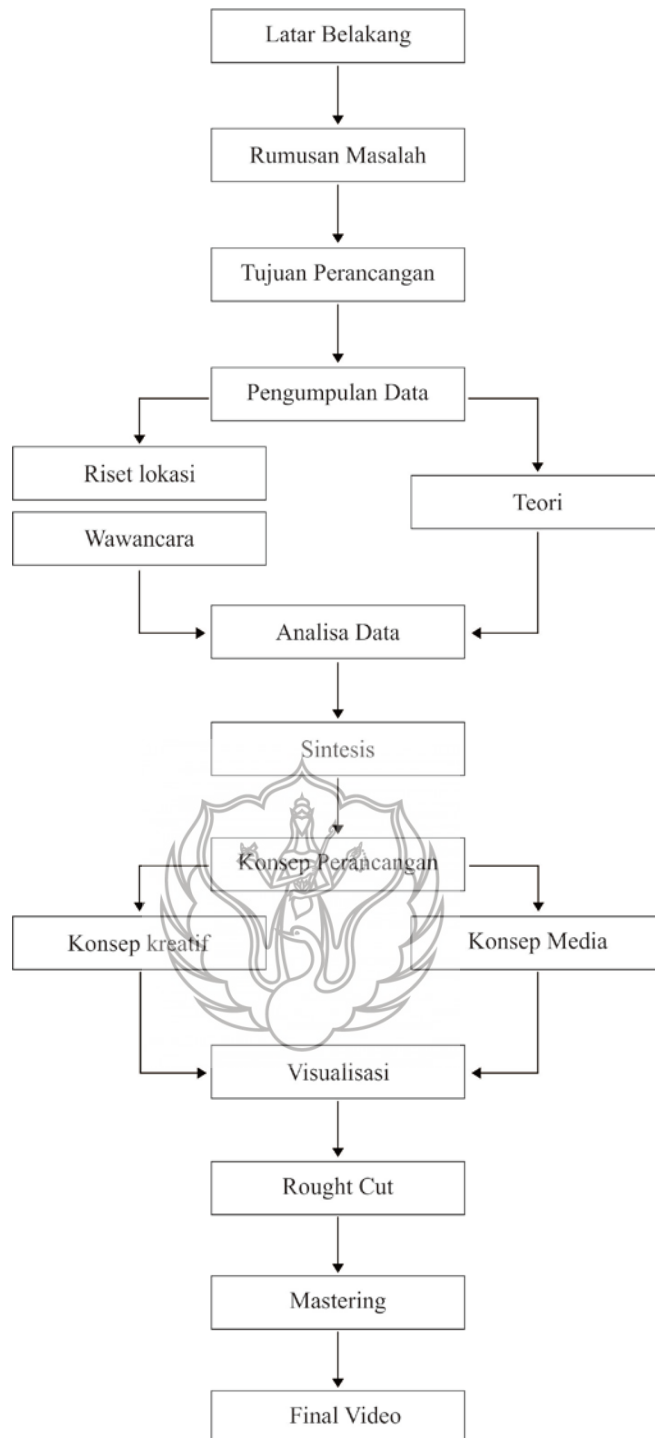 Latar Belakang
Rumusan Masalah
Tujuan Perancangan
Pengumpulan Data
Riset lokasi
Wawancara
Teori
Analisa Data
Sintesis
Konsep Perancangan
Konsep kreatif
Konsep Media
Visualisasi
Rought Cut
Mastering
Final Video